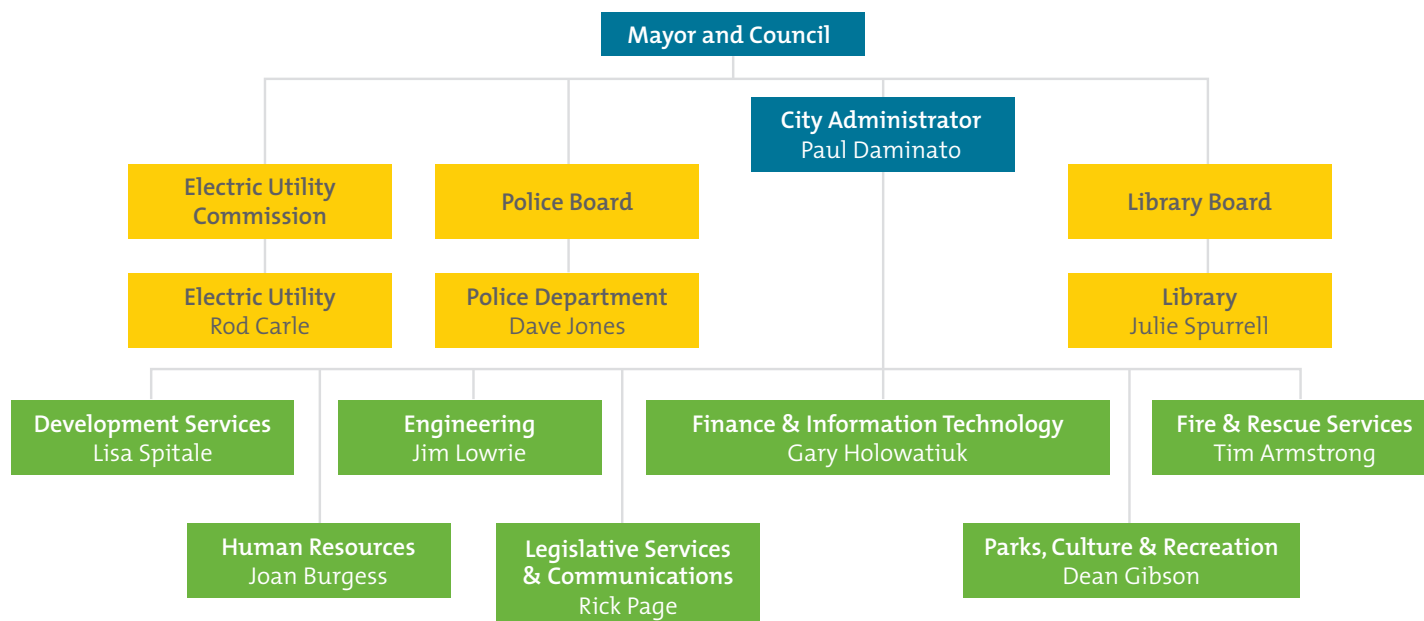 Mayor and Council
City Administrator
Paul Daminato
Electric Utility
Commission
Police Board
Library Board
Electric Utility
Rod Carle
Police Department
Dave Jones
Library
Julie Spurrell
Development Services
Lisa Spitale
Engineering
Jim Lowrie
Finance & Information Technology
Gary Holowatiuk
Fire & Rescue Services
Tim Armstrong
Human Resources
Joan Burgess
Legislative Services
& Communications
Rick Page
Parks, Culture & Recreation
Dean Gibson